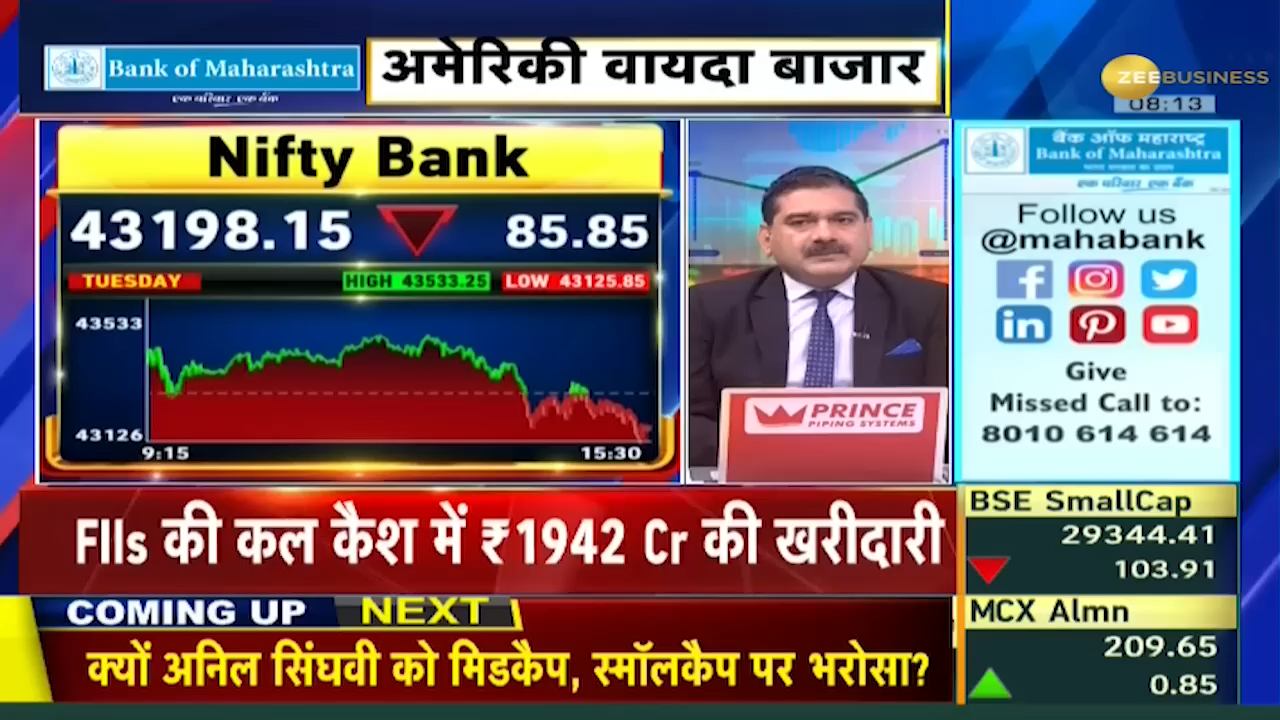 Bank of Maharashtra
एक परिवार एक बैंक
अमेरिकी वायदा बाजार
ZEEBUSINESS
08:13
Nifty Bank
43198.15
85.85
TUESDAY
HIGH 43533.25
LOW 43125.85
43533
43126
9:15
15:30
PRINCE
PIPING SYSTEMS
बैंक ऑफ महाराष्ट्र
Bank of Maharashtra
एक परिवार एक बैंक
Follow us
@mahabank
Give
Missed Call to:
8010 614 614
FIIs की कल कैश में ₹1942 Cr की खरीदारी
BSE SmallCap
29344.41
103.91
COMING UP NEXT
क्यों अनिल सिंघवी को मिडकैप, स्मॉलकैप पर भरोसा?
MCX Almn
209.65
0.85